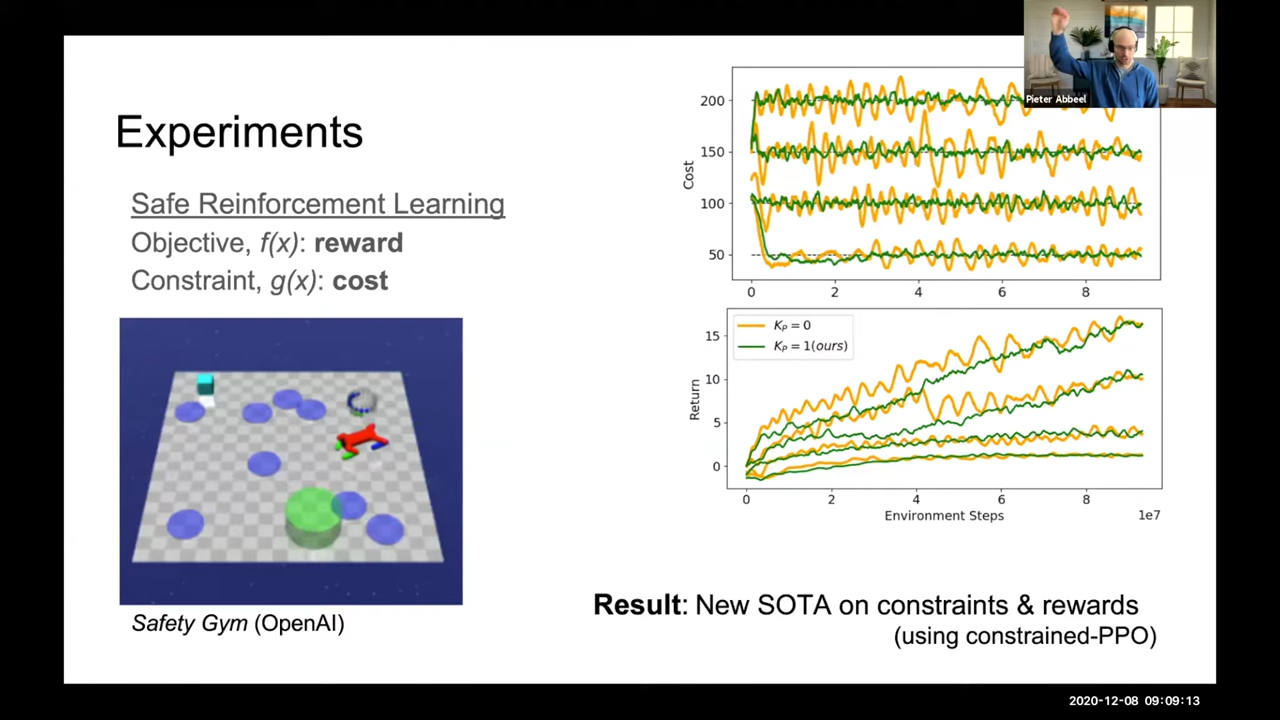 Experiments
Safe Reinforcement Learning
Objective, f(x): reward
Constraint, g(x): cost
Safety Gym (OpenAI)
Pieter Abbeel
Cost
200
150
100
50
0 2 4 6 8
K_P = 0
K_P = 1(ours)
Return
15
10
5
0
0 2 4 6 8
Environment Steps 1e7
Result: New SOTA on constraints & rewards
(using constrained-PPO)
2020-12-08 09:09:13